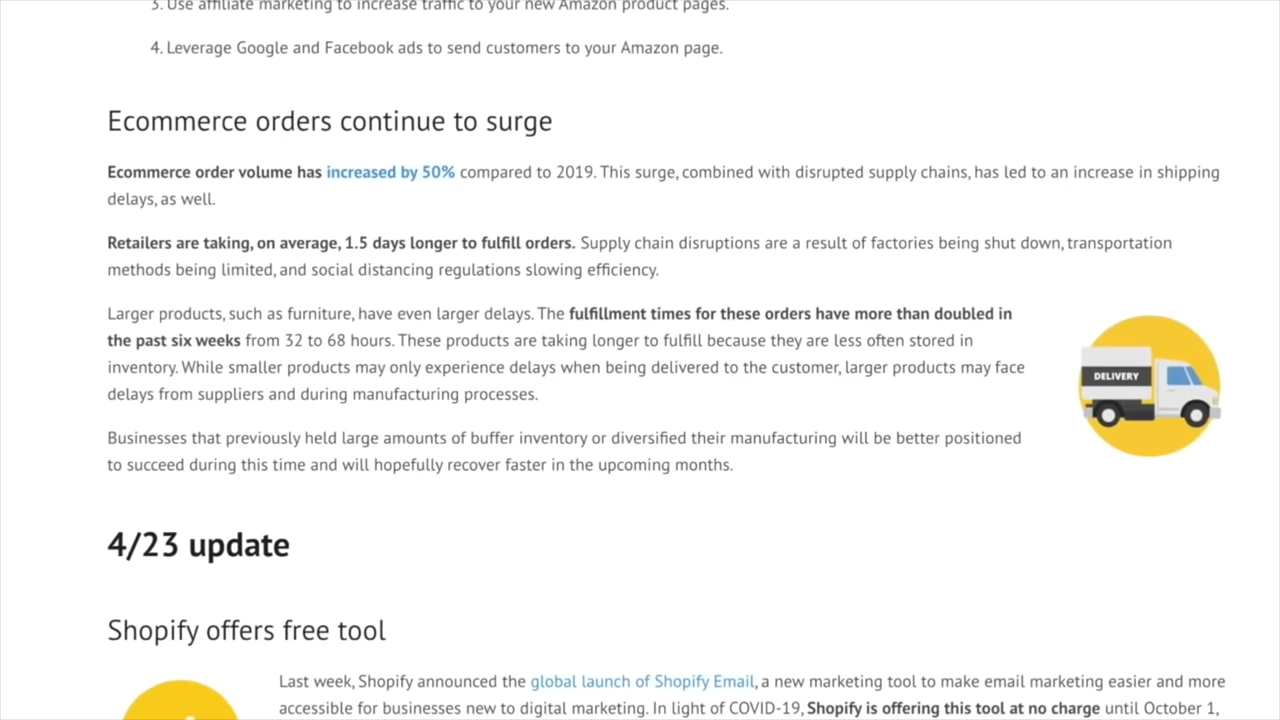 3. Use affiliate marketing to increase traffic to your new Amazon product pages.
4. Leverage Google and Facebook ads to send customers to your Amazon page.
Ecommerce orders continue to surge
Ecommerce order volume has increased by 50% compared to 2019. This surge, combined with disrupted supply chains, has led to an increase in shipping
delays, as well.
Retailers are taking, on average, 1.5 days longer to fulfill orders. Supply chain disruptions are a result of factories being shut down, transportation
methods being limited, and social distancing regulations slowing efficiency.
Larger products, such as furniture, have even larger delays. The fulfillment times for these orders have more than doubled in
the past six weeks from 32 to 68 hours. These products are taking longer to fulfill because they are less often stored in
inventory. While smaller products may only experience delays when being delivered to the customer, larger products may face
delays from suppliers and during manufacturing processes.
DELIVERY
Businesses that previously held large amounts of buffer inventory or diversified their manufacturing will be better positioned
to succeed during this time and will hopefully recover faster in the upcoming months.
4/23 update
Shopify offers free tool
Last week, Shopify announced the global launch of Shopify Email, a new marketing tool to make email marketing easier and more
accessible for businesses new to digital marketing. In light of COVID-19, Shopify is offering this tool at no charge until October 1,